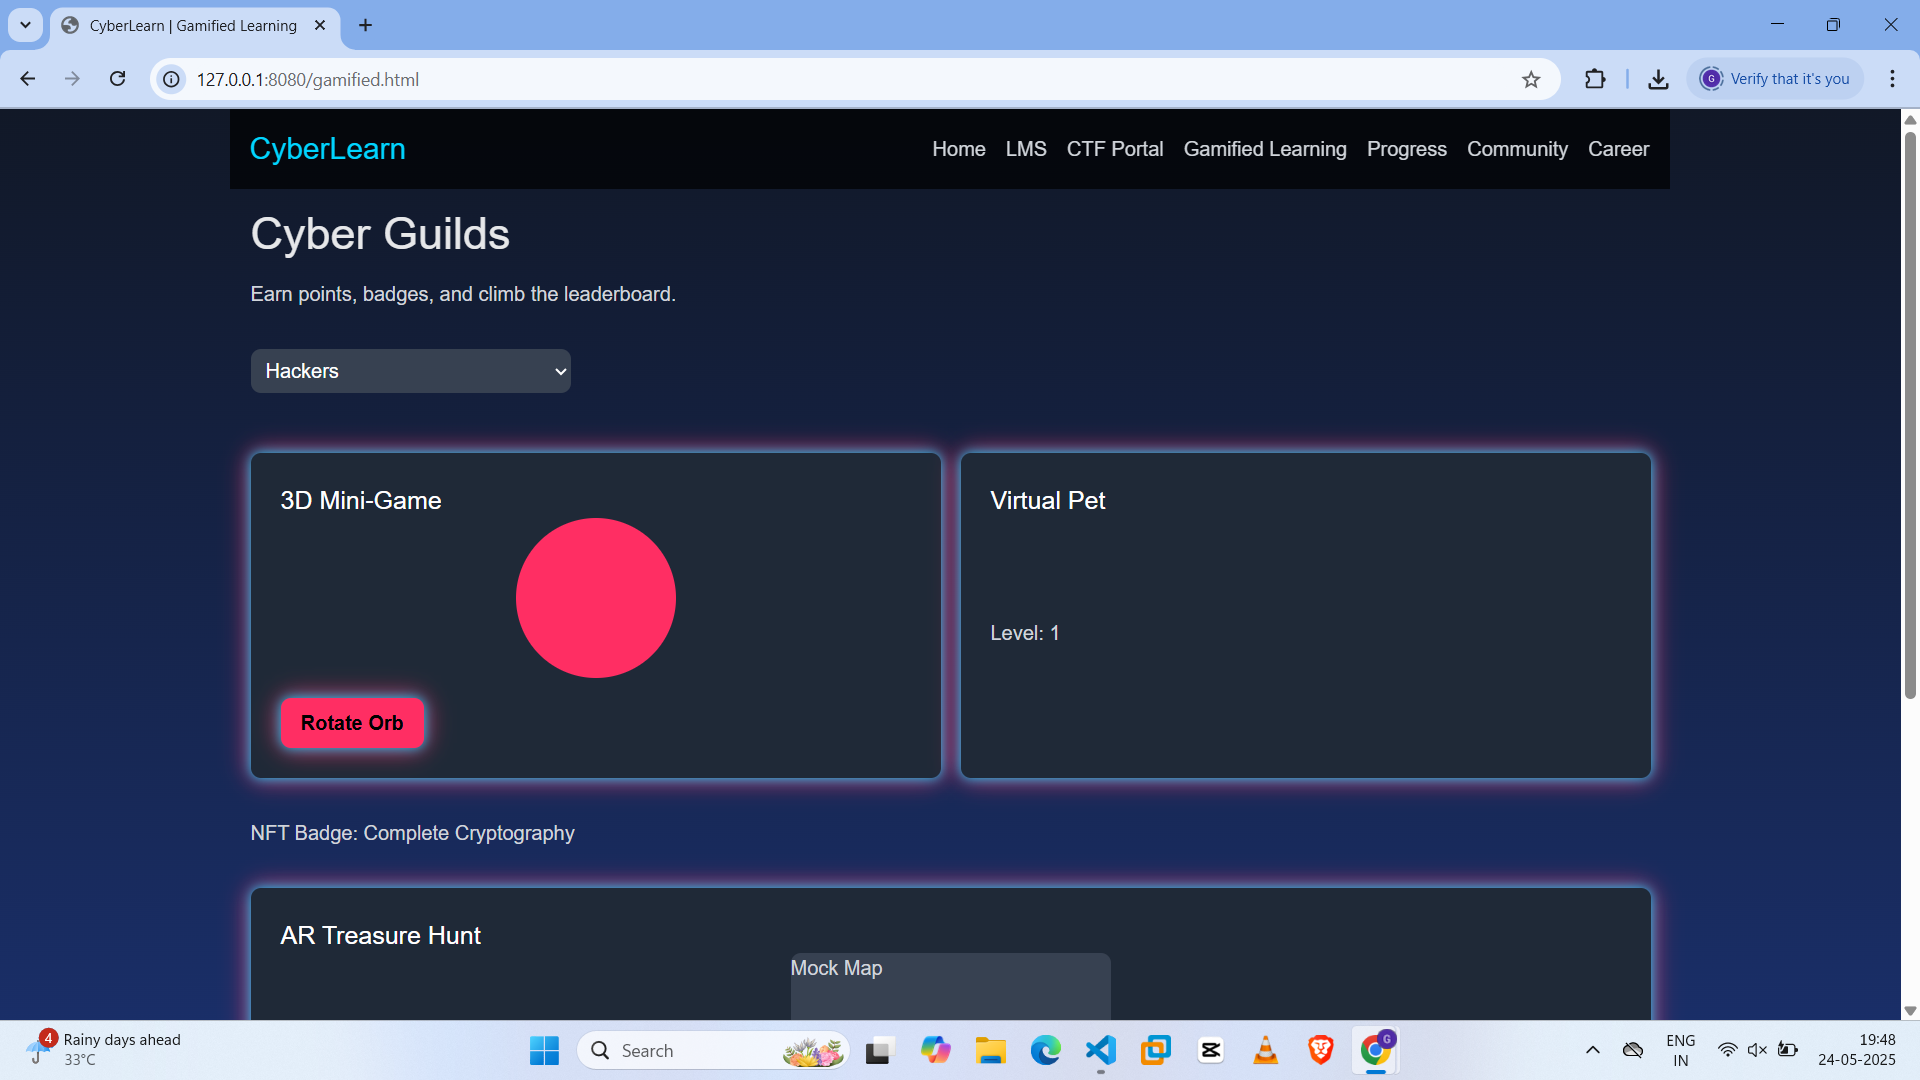 CyberLearn | Gamified Learning
127.0.0.1:8080/gamified.html
G
Verify that it's you
CyberLearn
Home LMS CTF Portal Gamified Learning Progress Community Career
Cyber Guilds
Earn points, badges, and climb the leaderboard.
Hackers
3D Mini-Game
Rotate Orb
Virtual Pet
Level: 1
NFT Badge: Complete Cryptography
AR Treasure Hunt
Mock Map
4
Rainy days ahead
33°C
Search
G
ENG
IN
19:48
24-05-2025